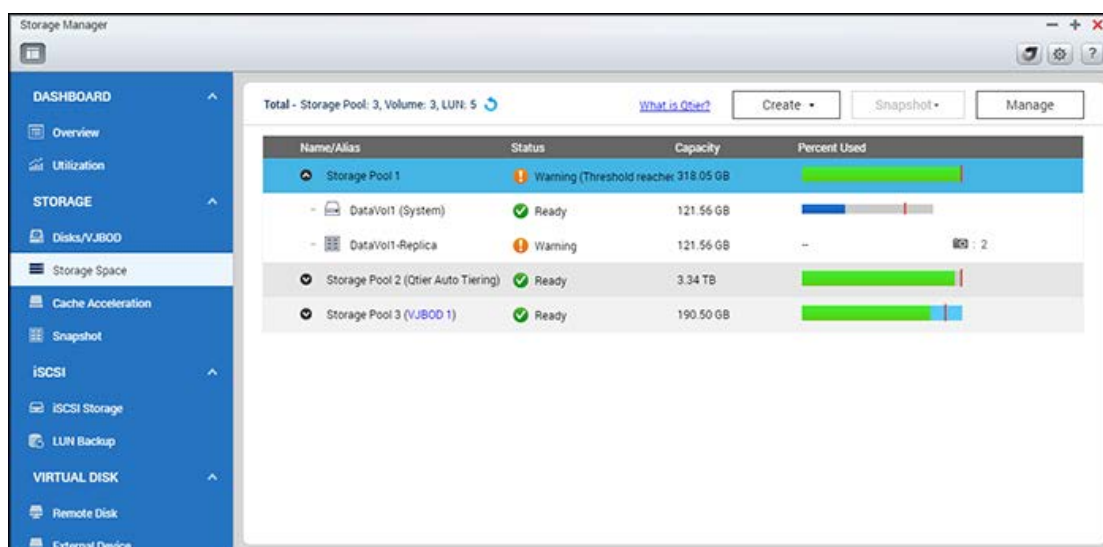 Storage Manager
DASHBOARD
Overview
Utilization
STORAGE
Disks/VJBOD
Storage Space
Cache Acceleration
Snapshot
iSCSI
iSCSI Storage
LUN Backup
VIRTUAL DISK
Remote Disk
External Device
Total - Storage Pool: 3, Volume: 3, LUN: 5 What is Qtier? Create Snapshot Manage
Name/Alias Status Capacity Percent Used
Storage Pool 1 Warning (Threshold reached 318.05 GB
DataVol1 (System) Ready 121.56 GB
DataVol1-Replica Warning 121.56 GB -- : 2
Storage Pool 2 (Qtier Auto Tiering) Ready 3.34 TB
Storage Pool 3 (VJBOD 1) Ready 190.50 GB